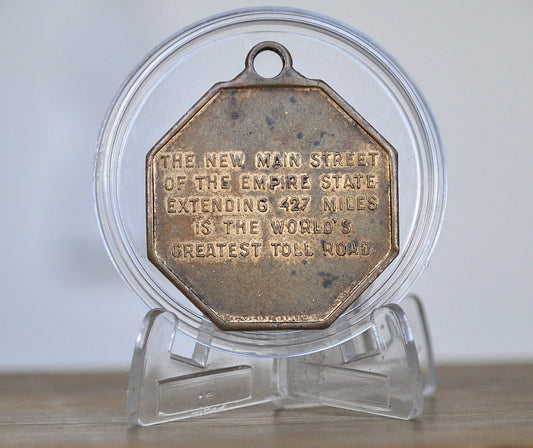 THE NEW MAIN STREET
OF THE EMPIRE STATE
EXTENDING 427 MILES
IS THE WORLD'S
GREATEST TOLL ROAD